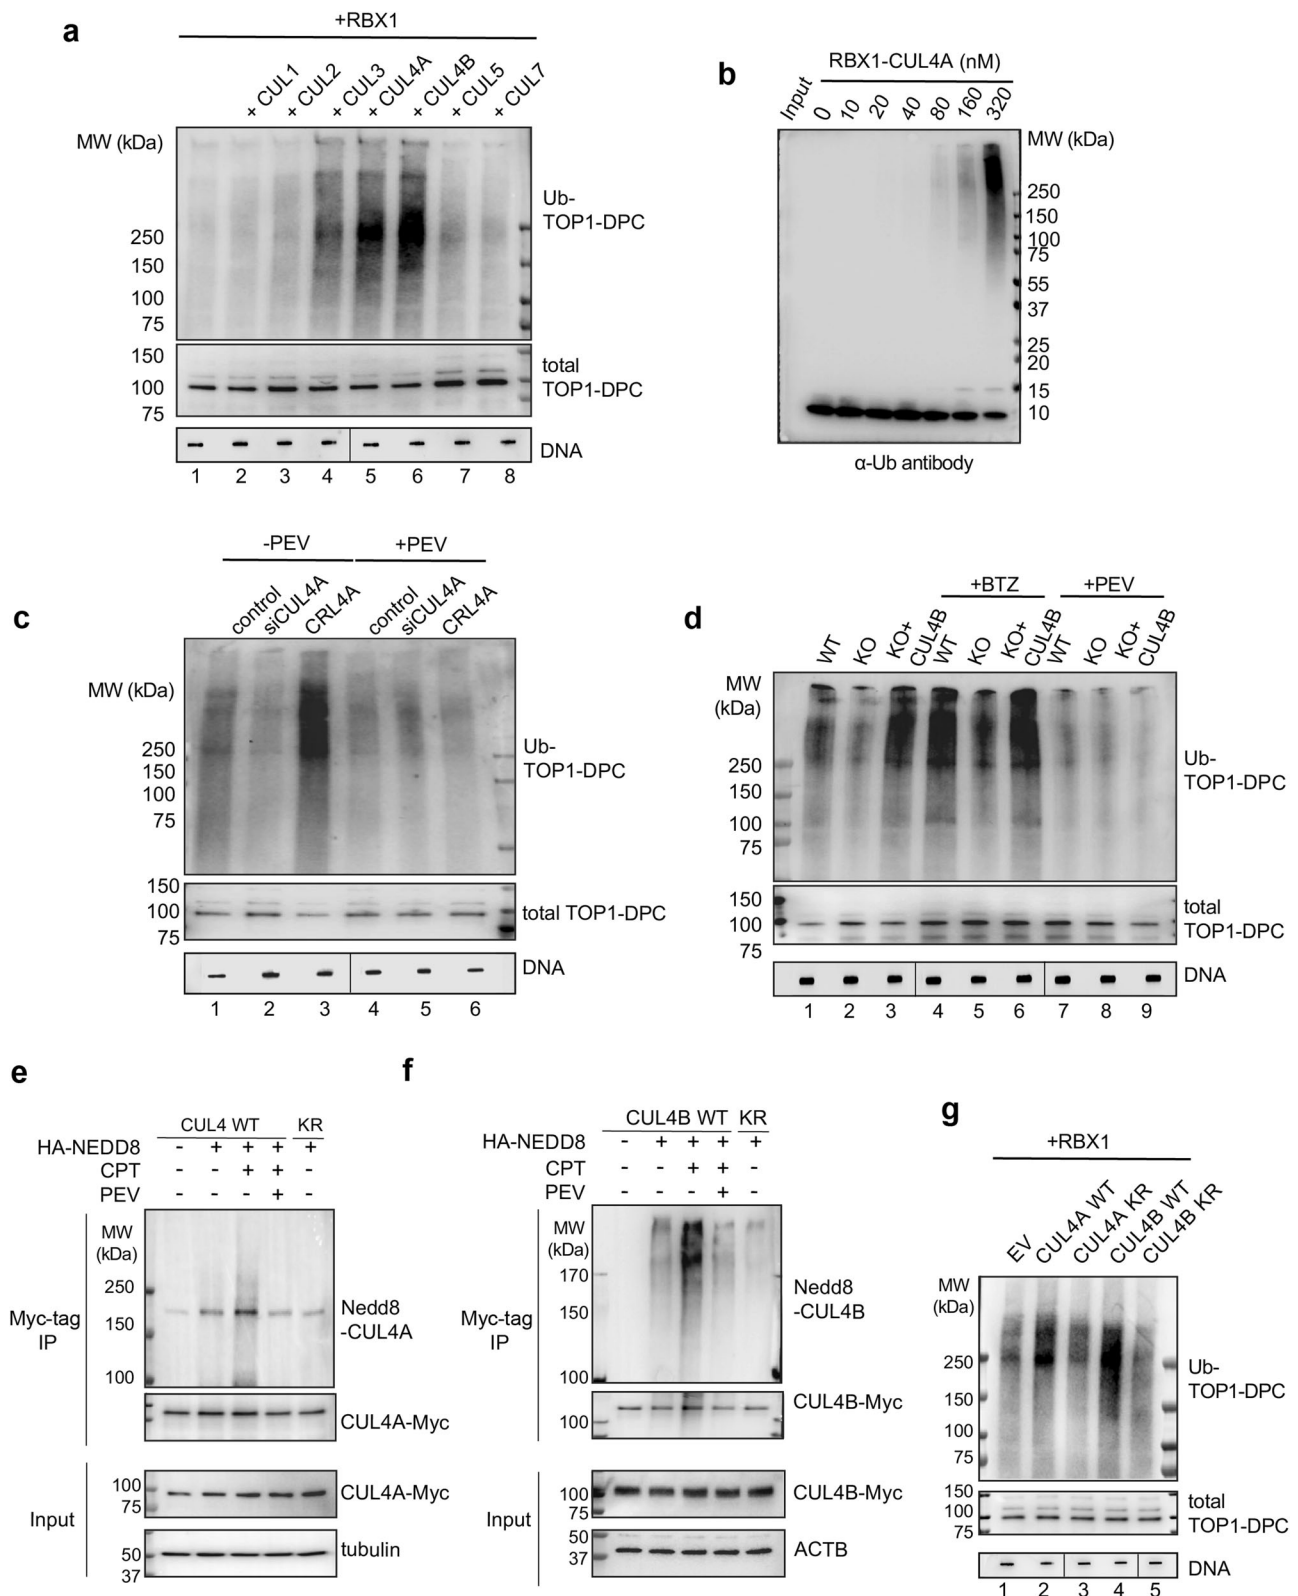 a
+RBX1
+ CUL1
+ CUL2
+ CUL3
+ CUL4A
+ CUL4B
+ CUL5
+ CUL7
MW (kDa)
250
150
100
75
Ub-
TOP1-DPC
150
100
75
total
TOP1-DPC
DNA
1 2 3 4 5 6 7 8
b
RBX1-CUL4A (nM)
Input 0 10 20 40 80 160 320
MW (kDa)
250
150
100
75
55
37
25
20
15
10
α-Ub antibody
c
-PEV +PEV
control siCUL4A CRL4A control siCUL4A CRL4A
MW (kDa)
250
150
100
75
Ub-
TOP1-DPC
150
100
75
total TOP1-DPC
DNA
1 2 3 4 5 6
d
+BTZ +PEV
WT KO KO+ CUL4B WT KO KO+ CUL4B WT KO KO+ CUL4B
MW
(kDa)
250
150
100
75
Ub-
TOP1-DPC
150
100
75
total
TOP1-DPC
DNA
1 2 3 4 5 6 7 8 9
e
CUL4 WT KR
HA-NEDD8 - + + + +
CPT - - + + -
PEV - - - + -
MW
(kDa)
250
150
100
Myc-tag
IP
Nedd8
-CUL4A
CUL4A-Myc
Input
100
75
CUL4A-Myc
50
37
tubulin
f
CUL4B WT KR
HA-NEDD8 - + + + +
CPT - - + + -
PEV - - - + -
MW
(kDa)
170
150
100
Myc-tag
IP
Nedd8
-CUL4B
100
CUL4B-Myc
Input
100
75
CUL4B-Myc
50
37
ACTB
g
+RBX1
EV CUL4A WT CUL4A KR CUL4B WT CUL4B KR
MW
(kDa)
250
150
100
75
Ub-
TOP1-DPC
150
100
75
total
TOP1-DPC
DNA
1 2 3 4 5